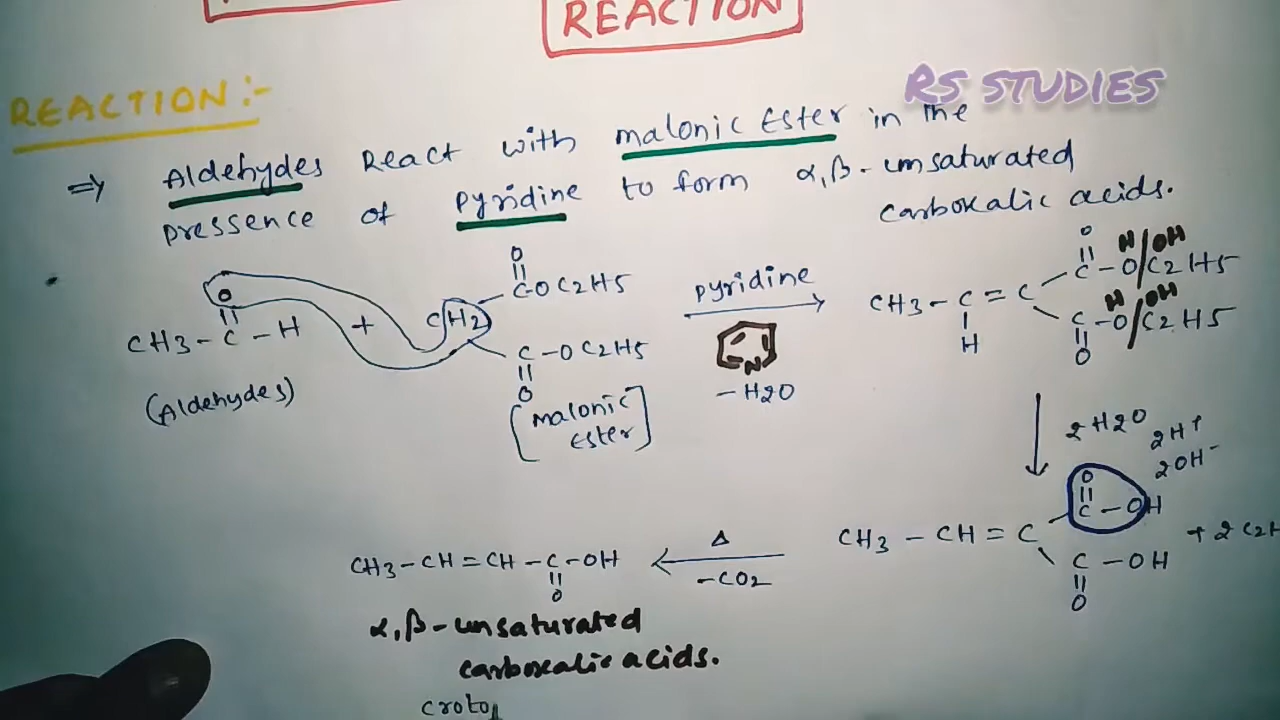 REACTION
RS STUDIES
REACTION :-
⇒ Aldehydes React with malonic Ester in the
pressence of pyridine to form α,β-unsaturated
carboxalic acids.
O
||
CH3-C-H
(Aldehydes)
+
O
||
C-OC2H5
CH2
C-OC2H5
||
O
[malonic
Ester]
pyridine
N
-H2O
O H/OH
||
C-O/C2H5
CH3-C=C
|
H
H/OH
C-O/C2H5
||
O
2H2O
2H+
2OH-
O
||
C-OH
CH3-CH=C
+ 2C2H
C-OH
||
O
Δ
-CO2
CH3-CH=CH-C-OH
||
O
α,β-unsaturated
carboxalic acids.
croto